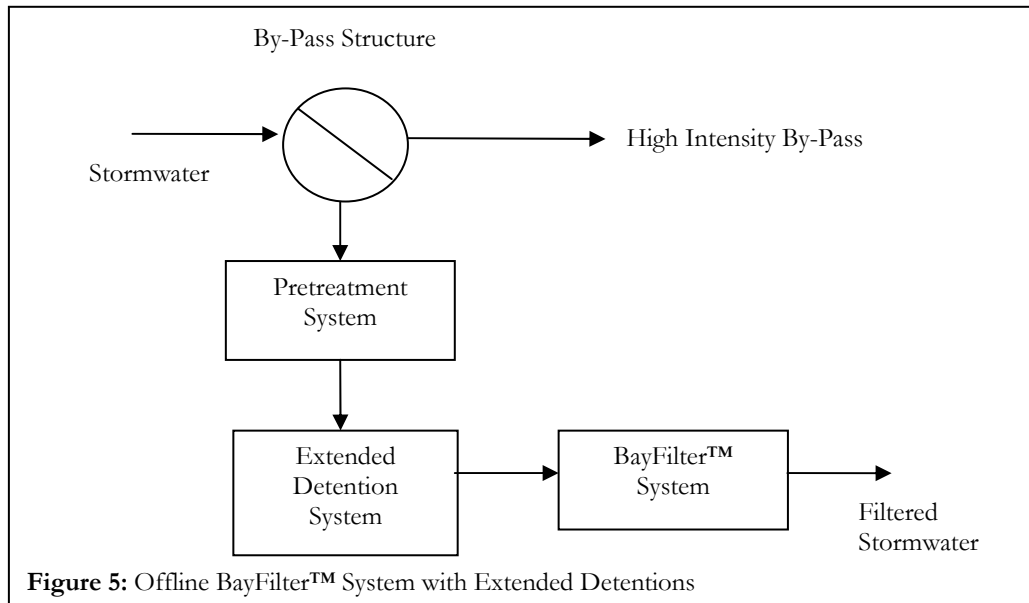 By-Pass Structure
High Intensity By-Pass
Stormwater
Pretreatment
System
Extended
Detention
System
BayFilter™
System
Filtered
Stormwater
Figure 5: Offline BayFilter™ System with Extended Detentions